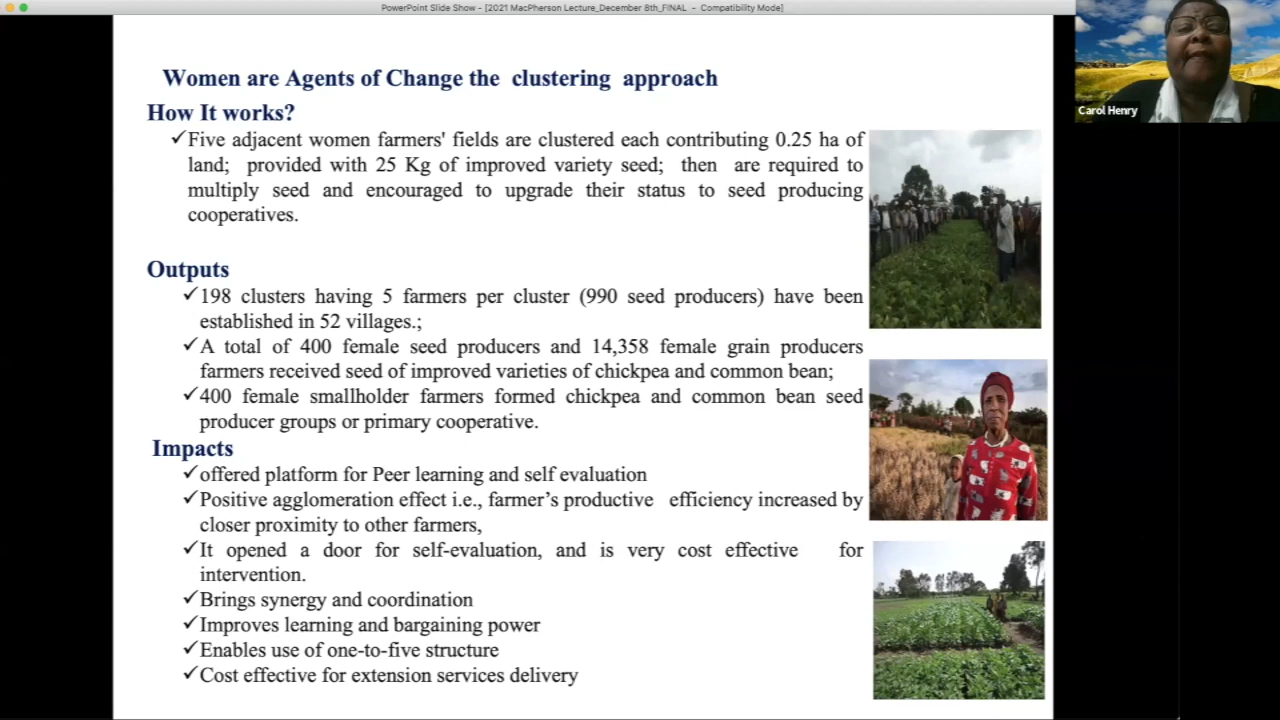 PowerPoint Slide Show - [2021 MacPherson Lecture_December 8th_FINAL - Compatibility Mode]
Carol Henry
Women are Agents of Change the clustering approach
How It works?
✓Five adjacent women farmers' fields are clustered each contributing 0.25 ha of
land; provided with 25 Kg of improved variety seed; then are required to
multiply seed and encouraged to upgrade their status to seed producing
cooperatives.
Outputs
✓198 clusters having 5 farmers per cluster (990 seed producers) have been
established in 52 villages.;
✓A total of 400 female seed producers and 14,358 female grain producers
farmers received seed of improved varieties of chickpea and common bean;
✓400 female smallholder farmers formed chickpea and common bean seed
producer groups or primary cooperative.
Impacts
✓offered platform for Peer learning and self evaluation
✓Positive agglomeration effect i.e., farmer’s productive efficiency increased by
closer proximity to other farmers,
✓It opened a door for self-evaluation, and is very cost effective for
intervention.
✓Brings synergy and coordination
✓Improves learning and bargaining power
✓Enables use of one-to-five structure
✓Cost effective for extension services delivery